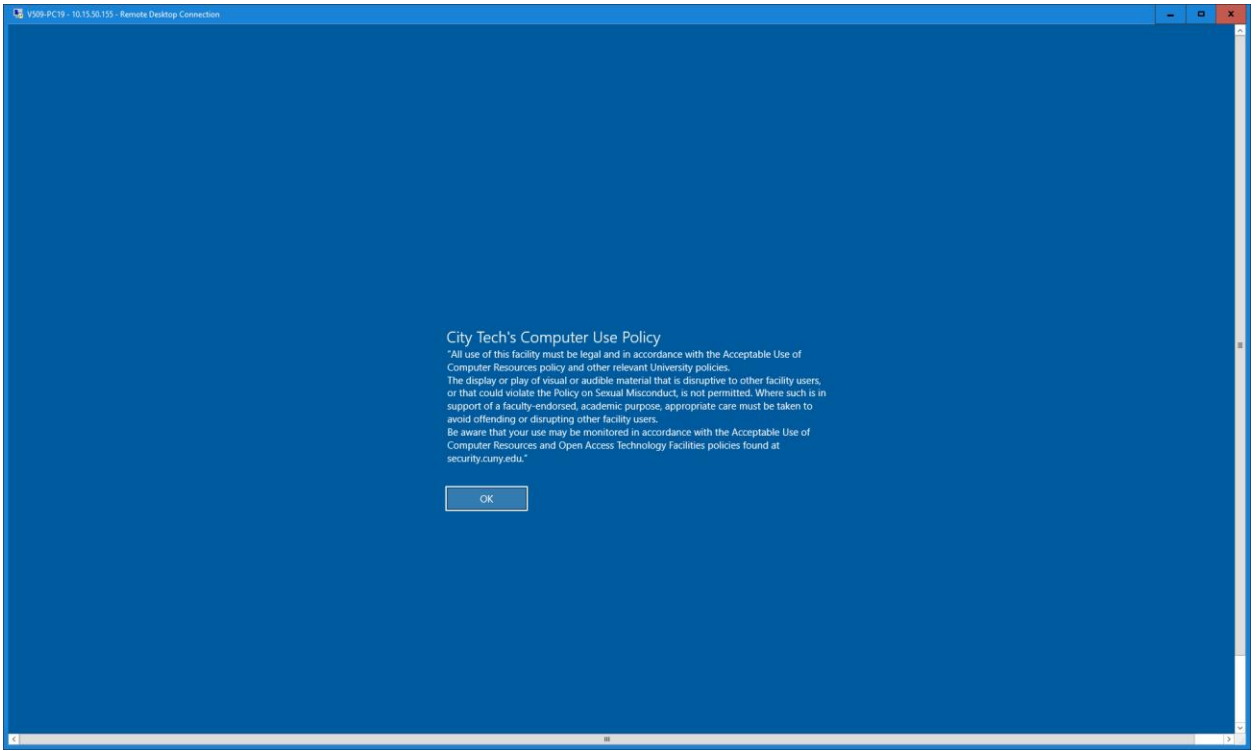 V509-PC19 - 10.15.50.155 - Remote Desktop Connection
City Tech's Computer Use Policy
"All use of this facility must be legal and in accordance with the Acceptable Use of
Computer Resources policy and other relevant University policies.
The display or play of visual or audible material that is disruptive to other facility users,
or that could violate the Policy on Sexual Misconduct, is not permitted. Where such is in
support of a faculty-endorsed, academic purpose, appropriate care must be taken to
avoid offending or disrupting other facility users.
Be aware that your use may be monitored in accordance with the Acceptable Use of
Computer Resources and Open Access Technology Facilities policies found at
security.cuny.edu."
OK